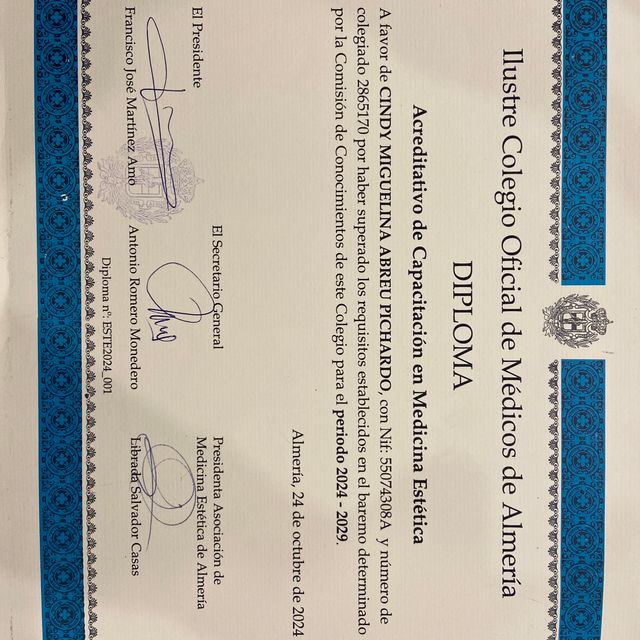 Ilustre Colegio Oficial de Médicos de Almería
DIPLOMA
Acreditativo de Capacitación en Medicina Estética
A favor de CINDY MIGUELINA ABREU PICHARDO, con Nif: 55074308A y número de
colegiado 2865170 por haber superado los requisitos establecidos en el baremo determinado
por la Comisión de Conocimientos de este Colegio para el periodo 2024 - 2029.
Almería, 24 de octubre de 2024
El Presidente
Francisco José Martínez Amo
El Secretario General
Antonio Romero Monedero
Presidenta Asociación de
Medicina Estética de Almería
Librada Salvador Casas
Diploma nº: ESTE2024_001